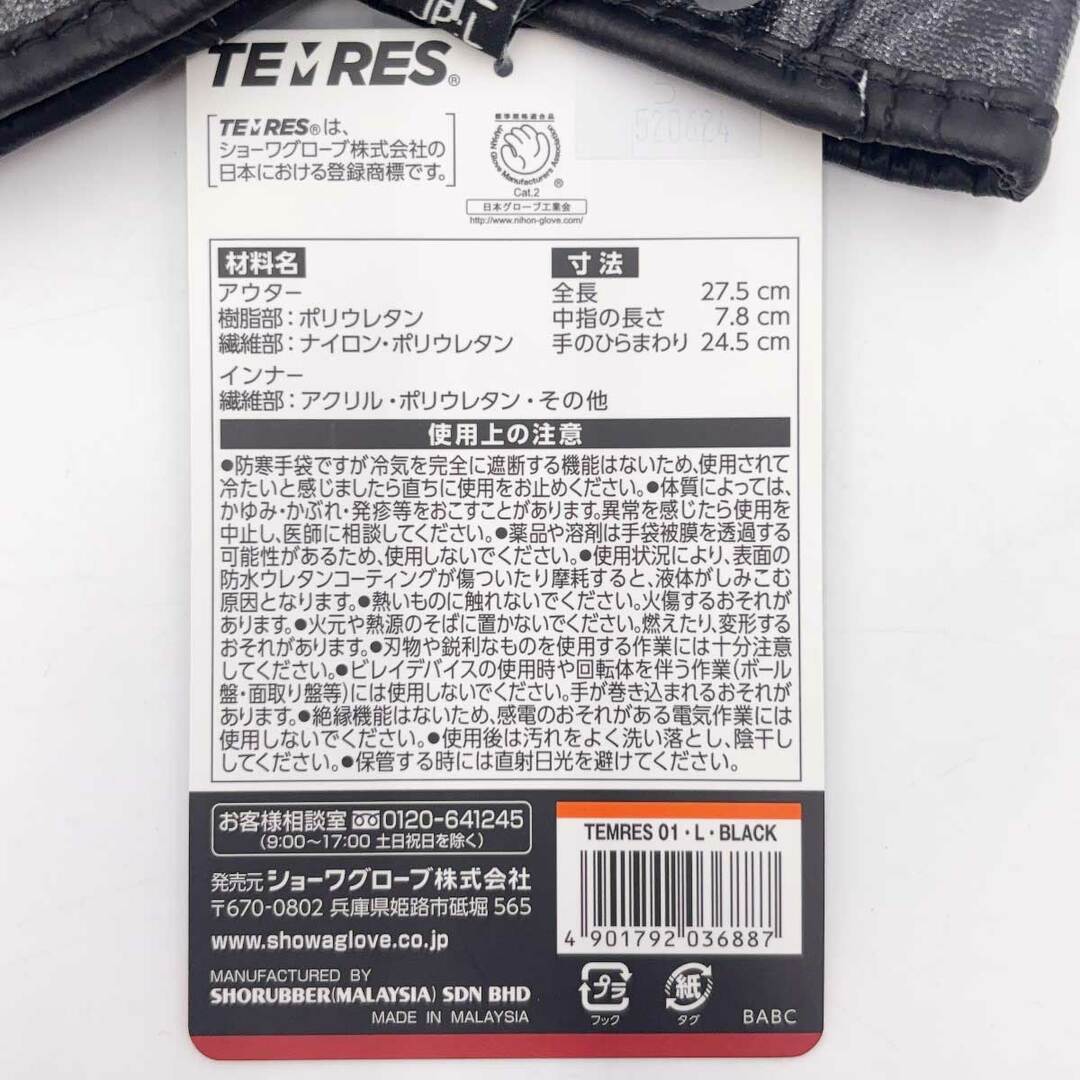 TEMRES®
TEMRES®は、
ショーワグローブ株式会社の
日本における登録商標です。
標準規格適合品
JAPAN Glove Manufacturers Association
Cat.2
®
日本グローブ工業会
http://www.nihon-glove.com/
520624
材料名
アウター
樹脂部：ポリウレタン
繊維部：ナイロン・ポリウレタン
インナー
繊維部：アクリル・ポリウレタン・その他
寸法
全長 27.5 cm
中指の長さ 7.8 cm
手のひらまわり 24.5 cm
使用上の注意
●防寒手袋ですが冷気を完全に遮断する機能はないため、使用されて
冷たいと感じましたら直ちに使用をお止めください。●体質によっては、
かゆみ・かぶれ・発疹等をおこすことがあります。異常を感じたら使用を
中止し、医師に相談してください。●薬品や溶剤は手袋被膜を透過する
可能性があるため、使用しないでください。●使用状況により、表面の
防水ウレタンコーティングが傷ついたり摩耗すると、液体がしみこむ
原因となります。●熱いものに触れないでください。火傷するおそれが
あります。●火元や熱源のそばに置かないでください。燃えたり、変形する
おそれがあります。●刃物や鋭利なものを使用する作業には十分注意
してください。●ビレイデバイスの使用時や回転体を伴う作業（ボール
盤・面取り盤等）には使用しないでください。手が巻き込まれるおそれが
あります。●絶縁機能はないため、感電のおそれがある電気作業には
使用しないでください。●使用後は汚れをよく洗い落とし、陰干し
してください。●保管する時には直射日光を避けてください。
お客様相談室 0120-641245
（9:00～17:00 土日祝日を除く）
発売元 ショーワグローブ株式会社
〒670-0802 兵庫県姫路市砥堀 565
www.showaglove.co.jp
MANUFACTURED BY
SHORUBBER(MALAYSIA) SDN BHD
MADE IN MALAYSIA
TEMRES 01・L・BLACK
4 901792 036887
プラ
フック
紙
タグ
BABC